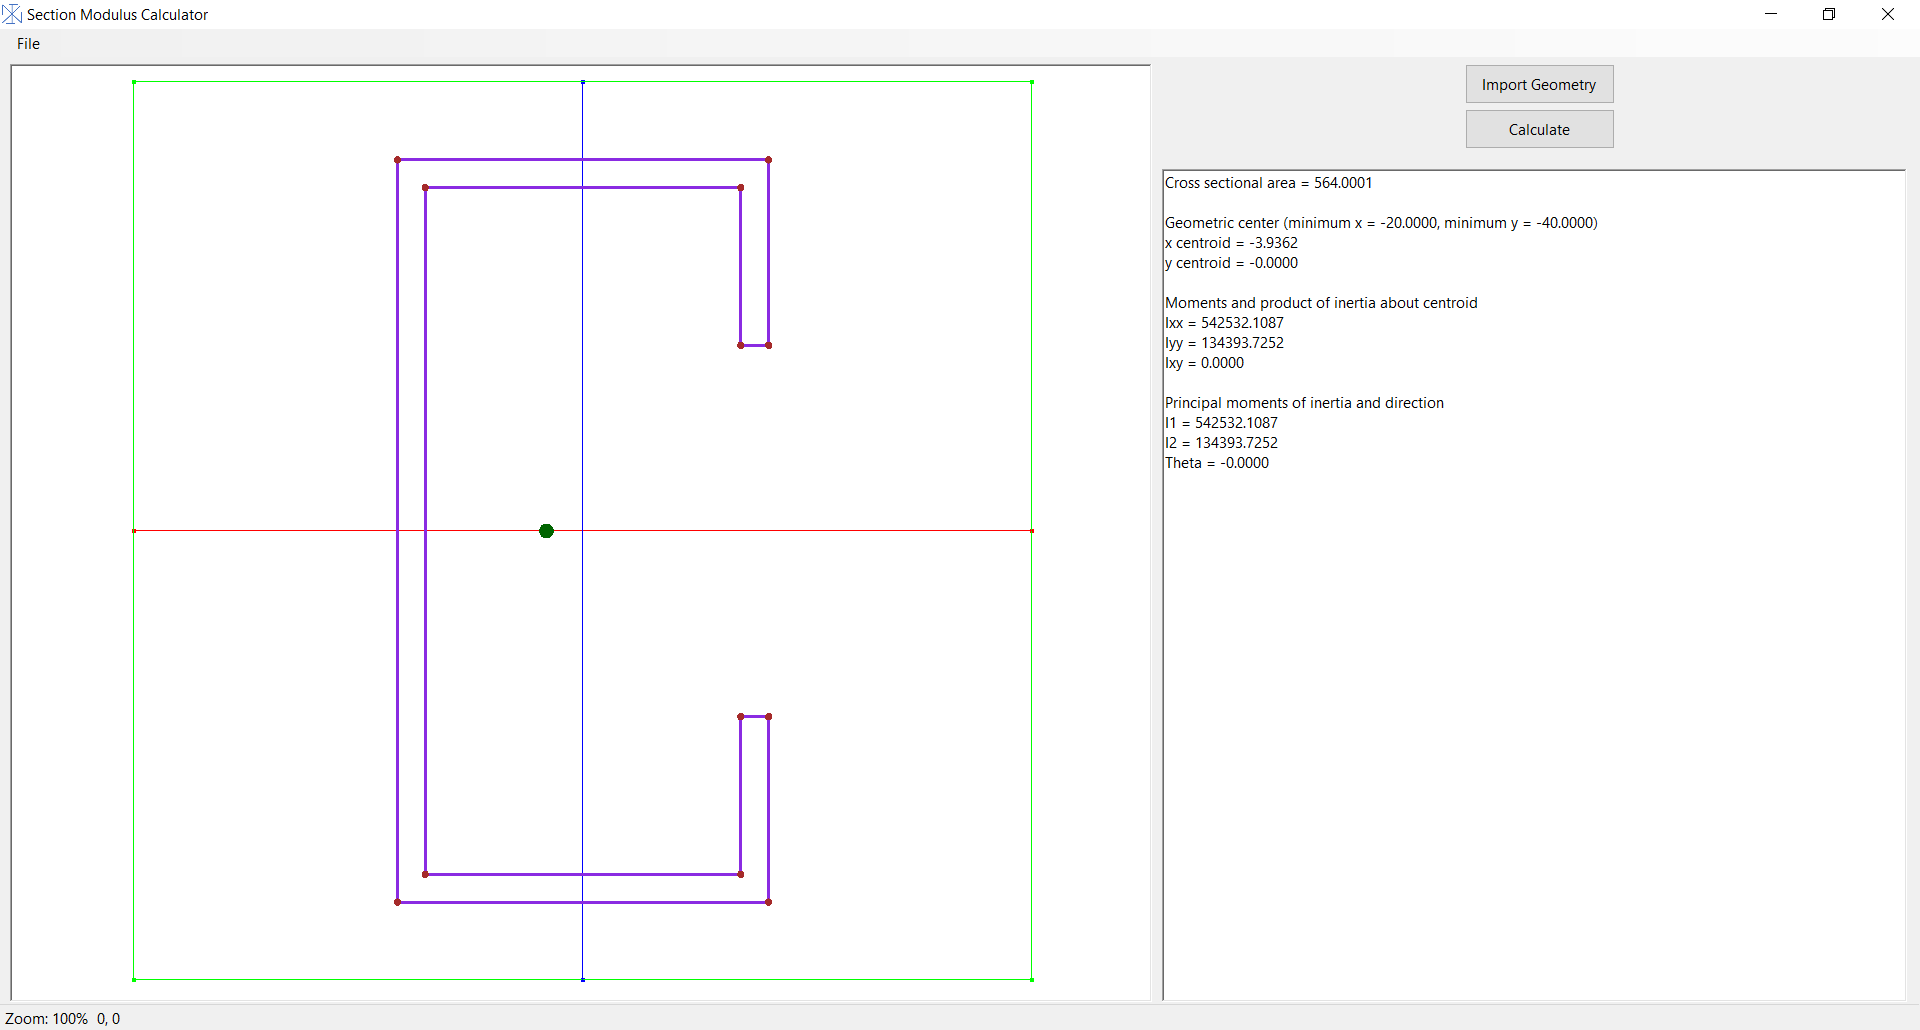 Section Modulus Calculator
File
Import Geometry
Calculate
Cross sectional area = 564.0001
Geometric center (minimum x = -20.0000, minimum y = -40.0000)
x centroid = -3.9362
y centroid = -0.0000
Moments and product of inertia about centroid
Ixx = 542532.1087
Iyy = 134393.7252
Ixy = 0.0000
Principal moments of inertia and direction
I1 = 542532.1087
I2 = 134393.7252
Theta = -0.0000
Zoom: 100%  0, 0